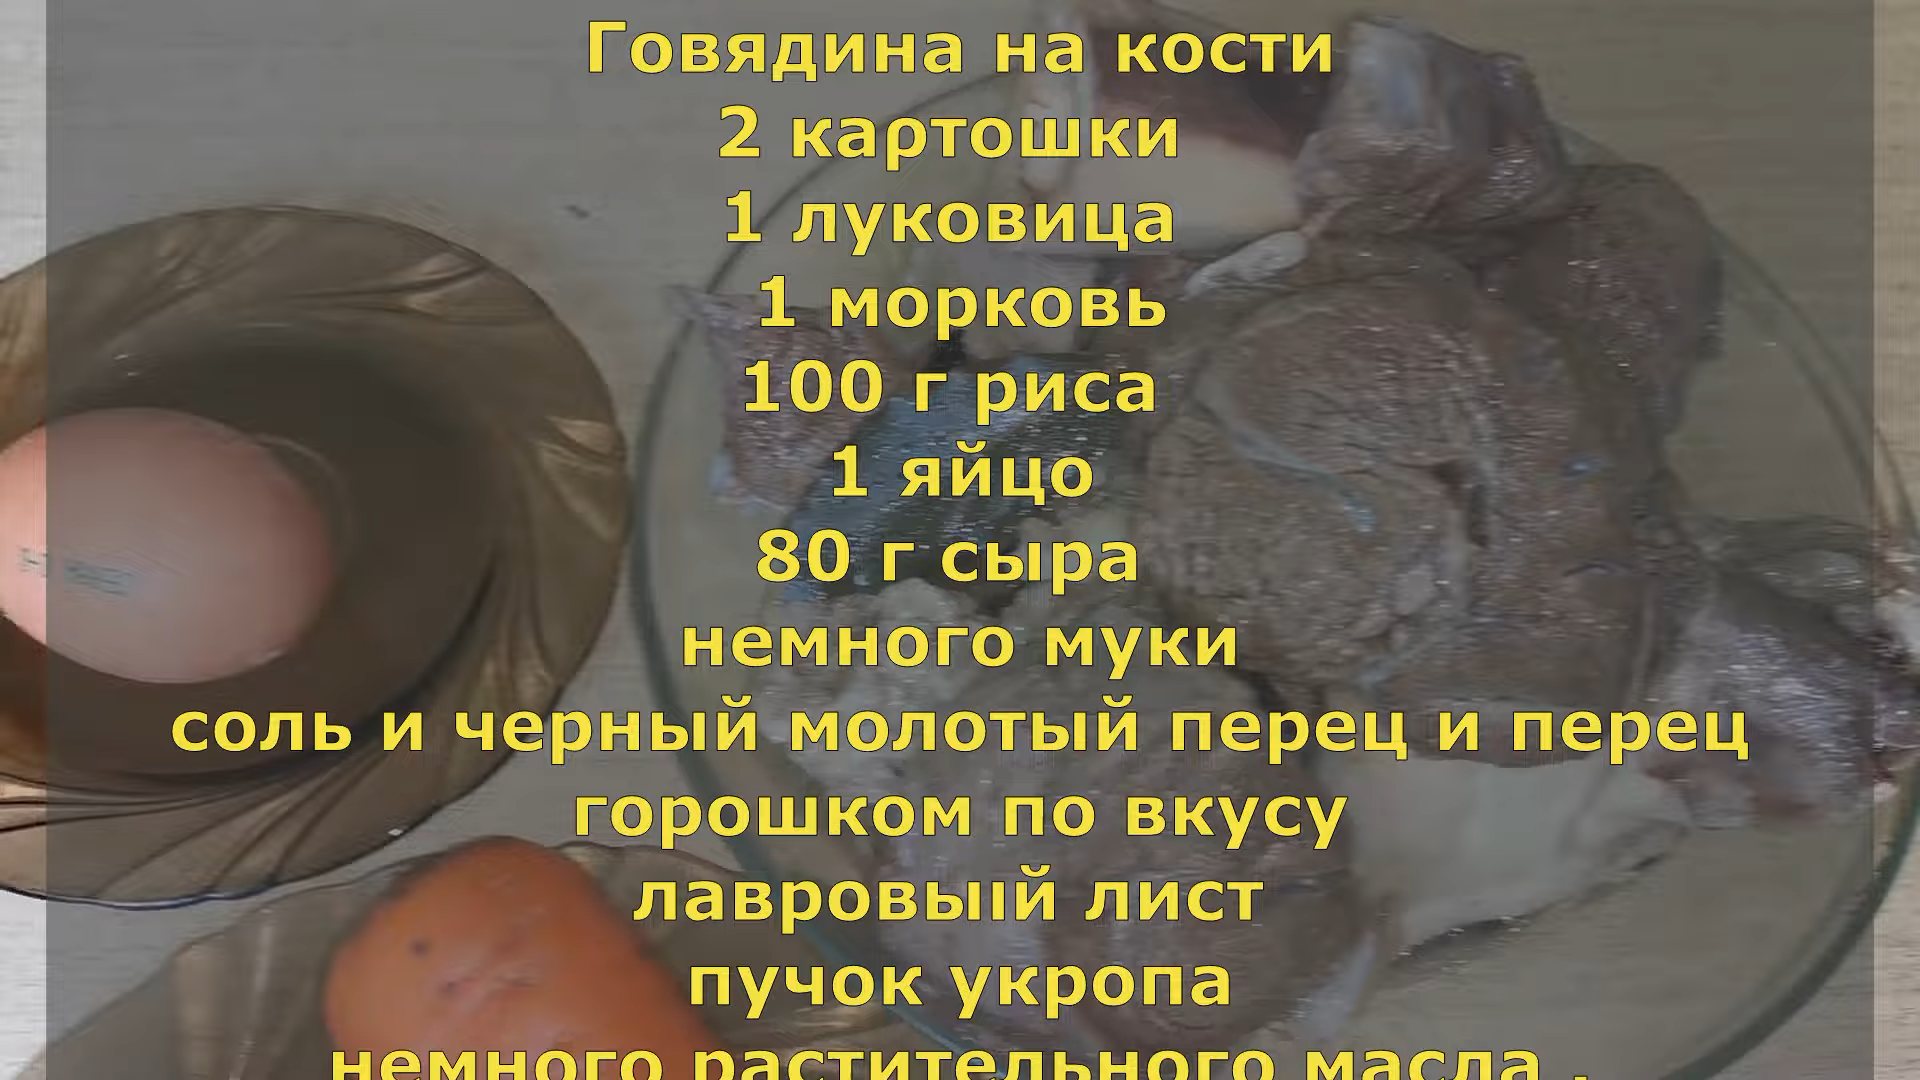 Говядина на кости
2 картошки
1 луковица
1 морковь
100 г риса
1 яйцо
80 г сыра
немного муки
соль и черный молотый перец и перец
горошком по вкусу
лавровый лист
пучок укропа
немного растительного масла .